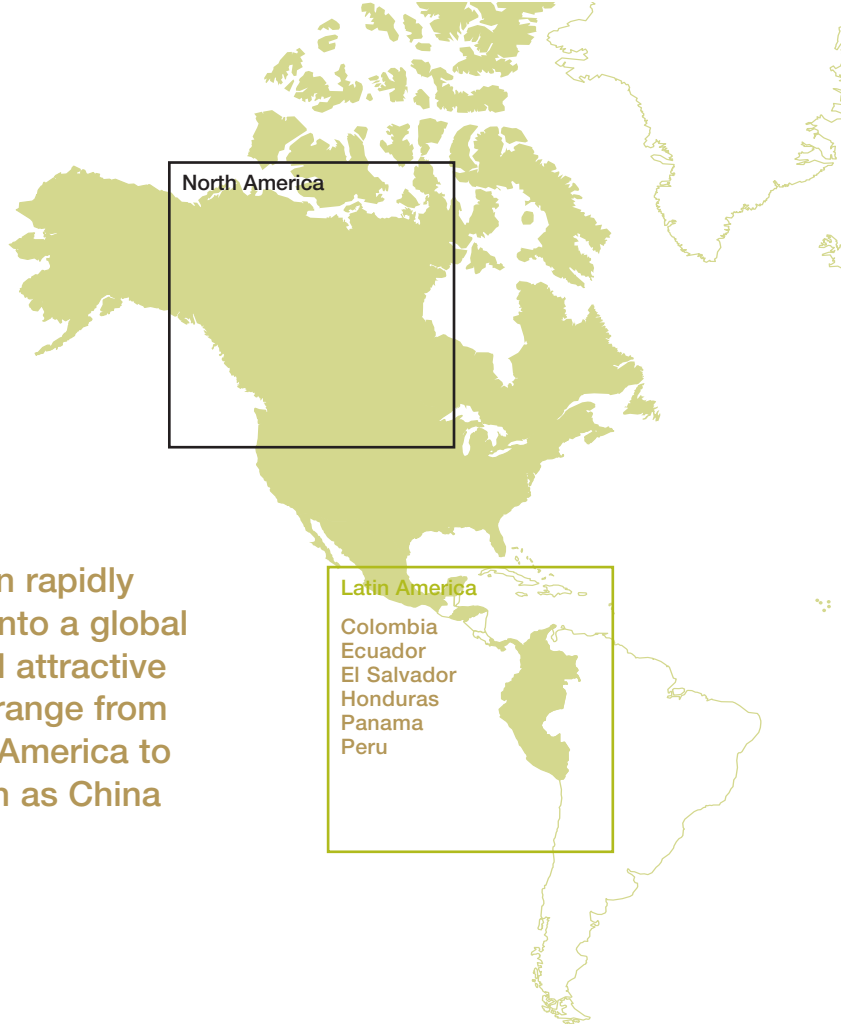 North America
n rapidly
nto a global
l attractive
range from
America to
n as China
Latin America
Colombia
Ecuador
El Salvador
Honduras
Panama
Peru